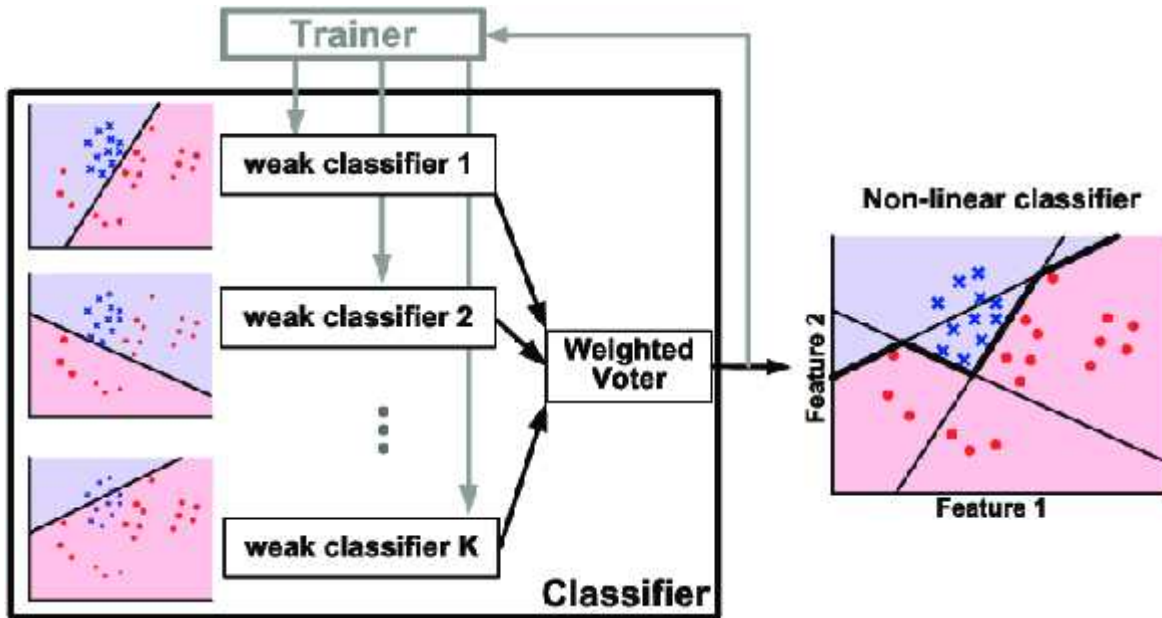 Trainer
weak classifier 1
weak classifier 2
weak classifier K
Weighted
Voter
Classifier
Non-linear classifier
Feature 2
Feature 1